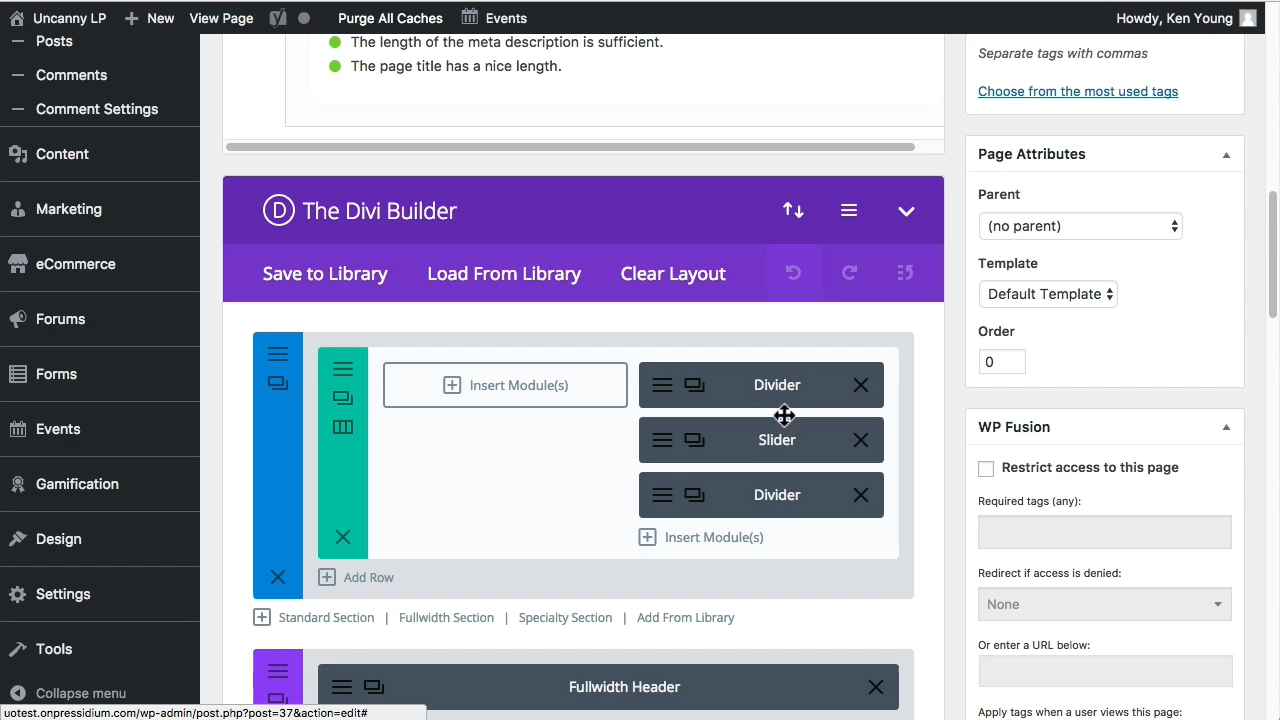 Uncanny LP
New
View Page
Purge All Caches
Events
Howdy, Ken Young
Posts
Comments
Comment Settings
Content
Marketing
eCommerce
Forums
Forms
Events
Gamification
Design
Settings
Tools
Collapse menu
The length of the meta description is sufficient.
The page title has a nice length.
The Divi Builder
Save to Library
Load From Library
Clear Layout
Insert Module(s)
Divider
Slider
Divider
Insert Module(s)
Add Row
Standard Section | Fullwidth Section | Specialty Section | Add From Library
Fullwidth Header
Separate tags with commas
Choose from the most used tags
Page Attributes
Parent
(no parent)
Template
Default Template
Order
0
WP Fusion
Restrict access to this page
Required tags (any):
Redirect if access is denied:
None
Or enter a URL below:
Apply tags when a user views this page:
uotest.onpressidium.com/wp-admin/post.php?post=37&action=edit#